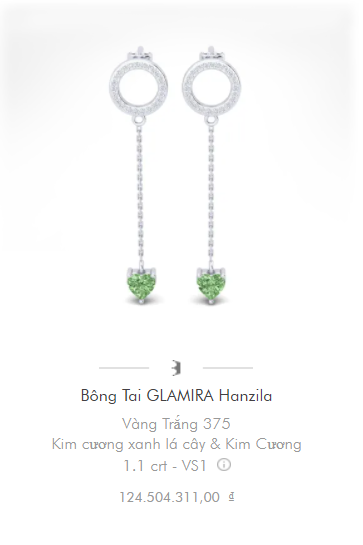 Bông Tai GLAMIRA Hanzila
Vàng Trắng 375
Kim cương xanh lá cây & Kim Cương
1.1 crt - VS1
124.504.311,00 ₫